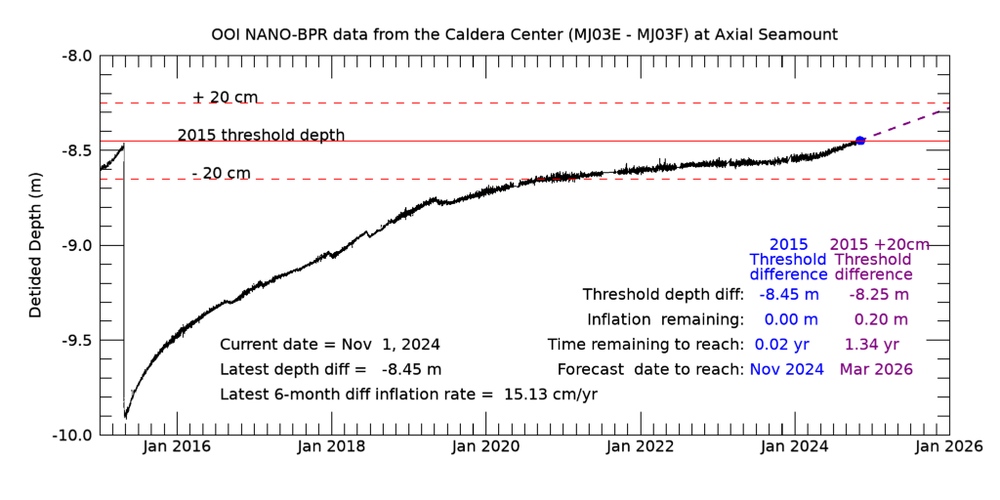 OOI NANO-BPR data from the Caldera Center (MJ03E - MJ03F) at Axial Seamount
-8.0
+ 20 cm
2015 threshold depth
-8.5
- 20 cm
Detided Depth (m)
-9.0
2015 2015 +20cm
Threshold Threshold
difference difference
Threshold depth diff: -8.45 m -8.25 m
Inflation remaining: 0.00 m 0.20 m
-9.5
Current date = Nov 1, 2024 Time remaining to reach: 0.02 yr 1.34 yr
Latest depth diff = -8.45 m Forecast date to reach: Nov 2024 Mar 2026
Latest 6-month diff inflation rate = 15.13 cm/yr
-10.0
Jan 2016 Jan 2018 Jan 2020 Jan 2022 Jan 2024 Jan 2026